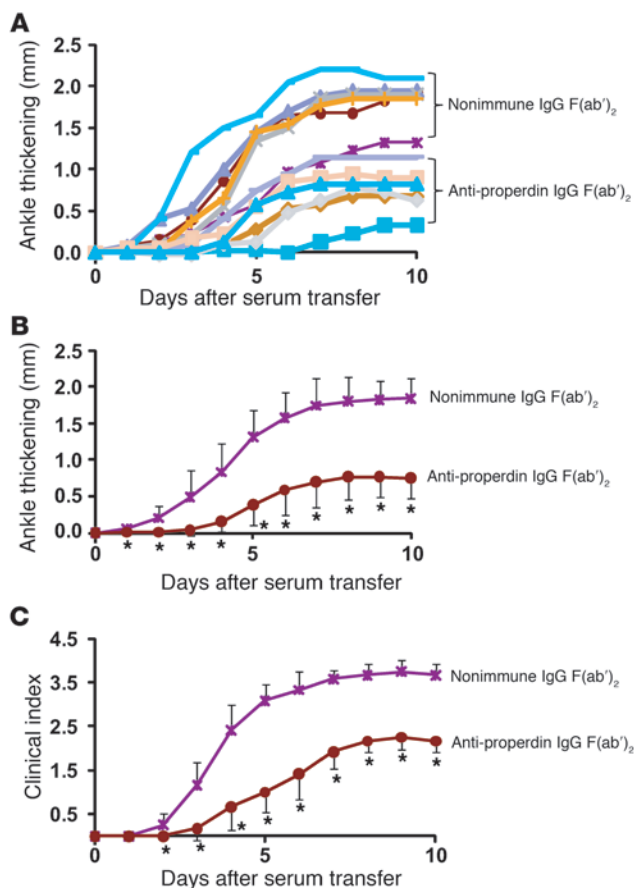 A
Ankle thickening (mm)
2.5
2.0
1.5
1.0
0.5
0.0
0
5
10
Days after serum transfer
Nonimmune IgG F(ab')₂
Anti-properdin IgG F(ab')₂
B
Ankle thickening (mm)
2.5
2.0
1.5
1.0
0.5
0.0
0
5
10
Days after serum transfer
Nonimmune IgG F(ab')₂
Anti-properdin IgG F(ab')₂
* * * * * * * * * *
C
Clinical index
4.5
3.5
2.5
1.5
0.5
0
5
10
Days after serum transfer
Nonimmune IgG F(ab')₂
Anti-properdin IgG F(ab')₂
* * * * * * * * *